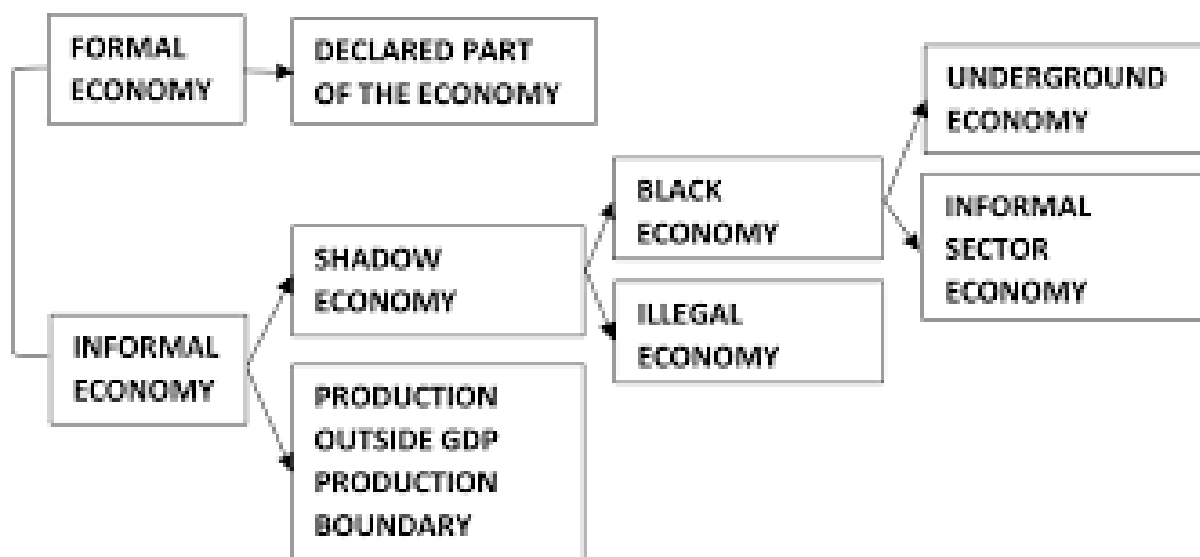 FORMAL
ECONOMY
DECLARED PART
OF THE ECONOMY
UNDERGROUND
ECONOMY
BLACK
ECONOMY
INFORMAL
SECTOR
ECONOMY
SHADOW
ECONOMY
ILLEGAL
ECONOMY
INFORMAL
ECONOMY
PRODUCTION
OUTSIDE GDP
PRODUCTION
BOUNDARY